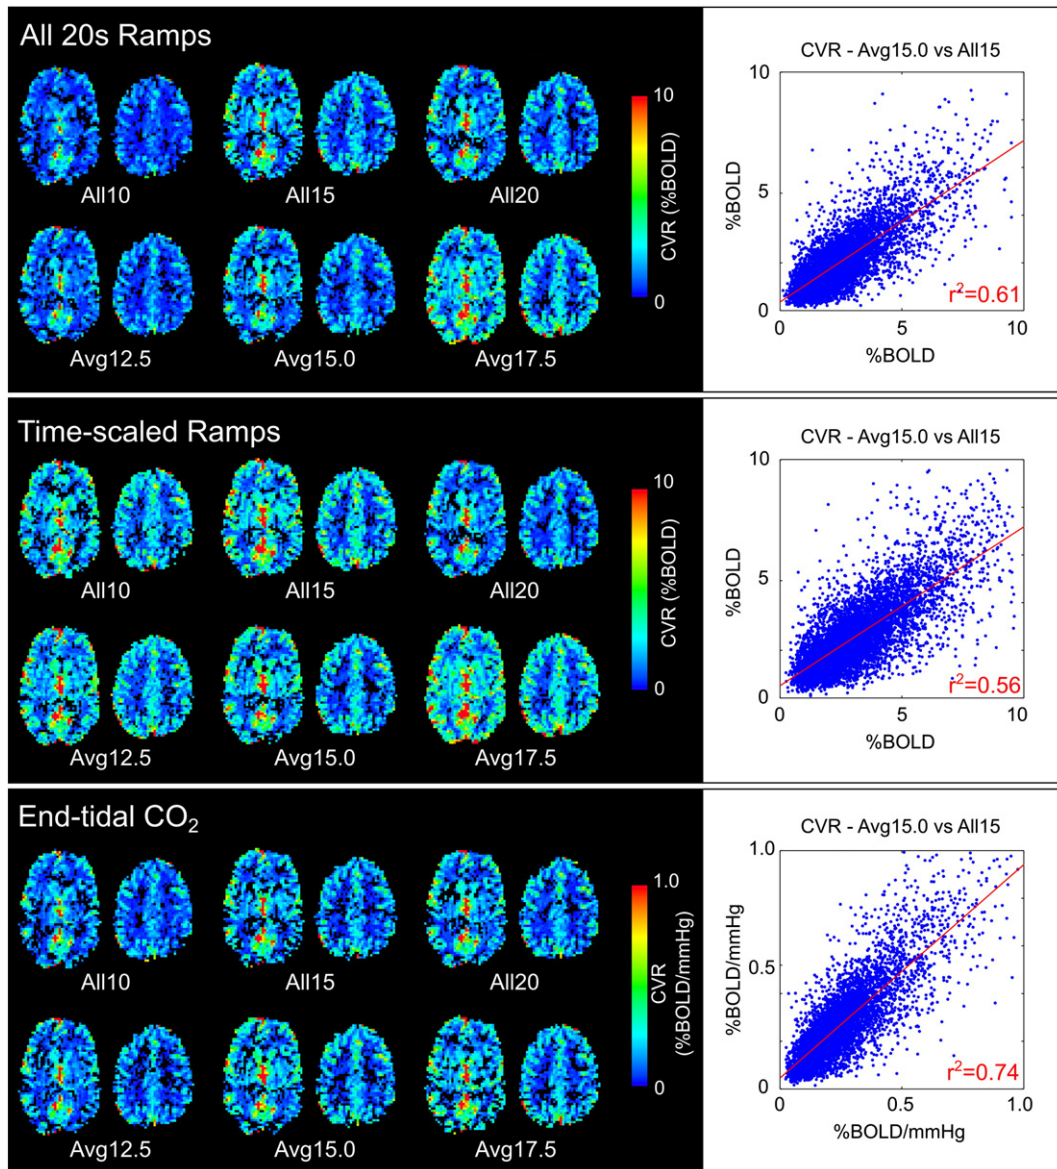 All 20s Ramps
All10
All15
All20
Avg12.5
Avg15.0
Avg17.5
10
CVR (%BOLD)
0
CVR - Avg15.0 vs All15
10
%BOLD
5
0
r²=0.61
0
5
10
%BOLD
Time-scaled Ramps
All10
All15
All20
Avg12.5
Avg15.0
Avg17.5
10
CVR (%BOLD)
0
CVR - Avg15.0 vs All15
10
%BOLD
5
0
r²=0.56
0
5
10
%BOLD
End-tidal CO₂
All10
All15
All20
Avg12.5
Avg15.0
Avg17.5
1.0
CVR
(%BOLD/mmHg)
0
CVR - Avg15.0 vs All15
1.0
%BOLD/mmHg
0.5
0
r²=0.74
0
0.5
1.0
%BOLD/mmHg